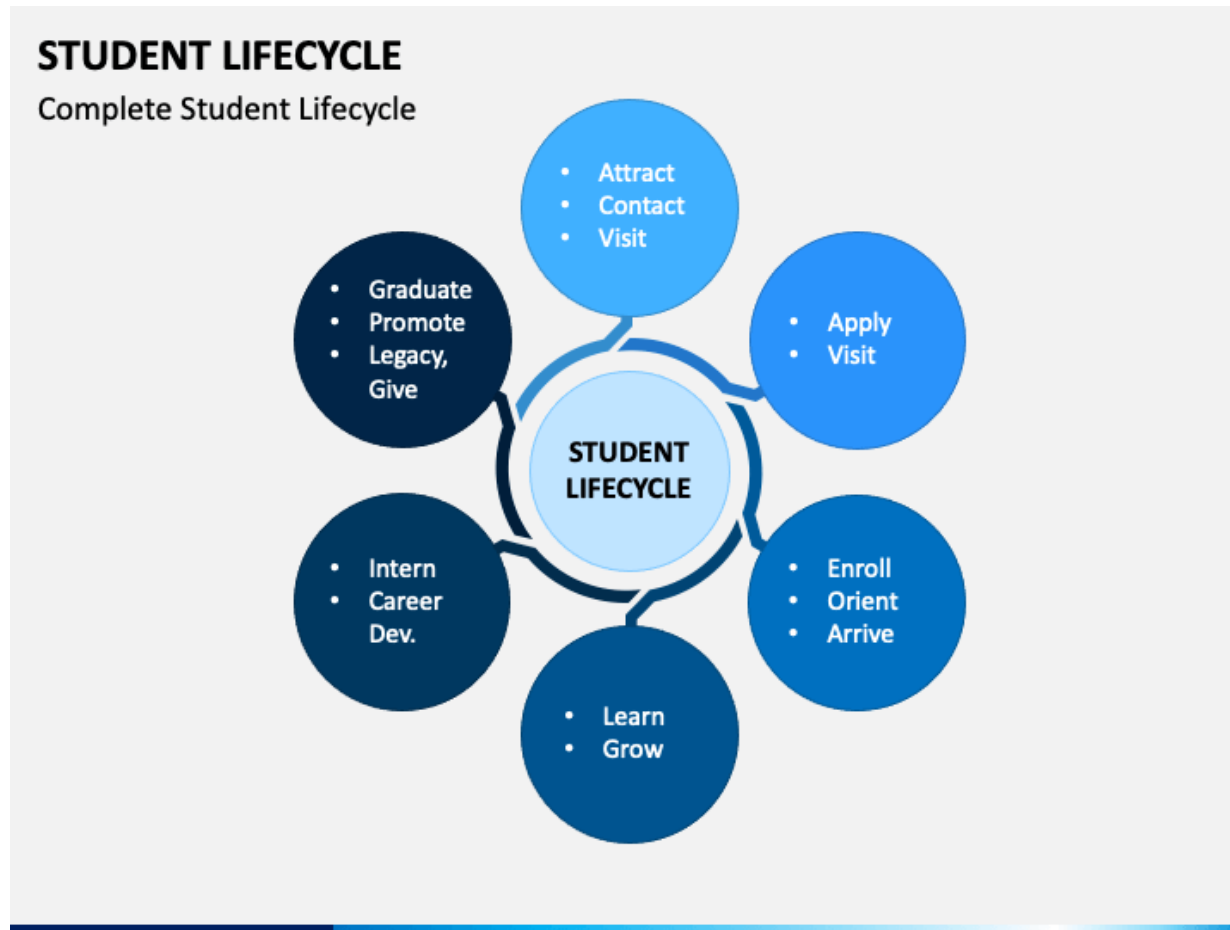 STUDENT LIFECYCLE
Complete Student Lifecycle
• Attract
• Contact
• Visit
• Apply
• Visit
• Enroll
• Orient
• Arrive
• Learn
• Grow
• Intern
• Career
Dev.
• Graduate
• Promote
• Legacy,
Give
STUDENT
LIFECYCLE